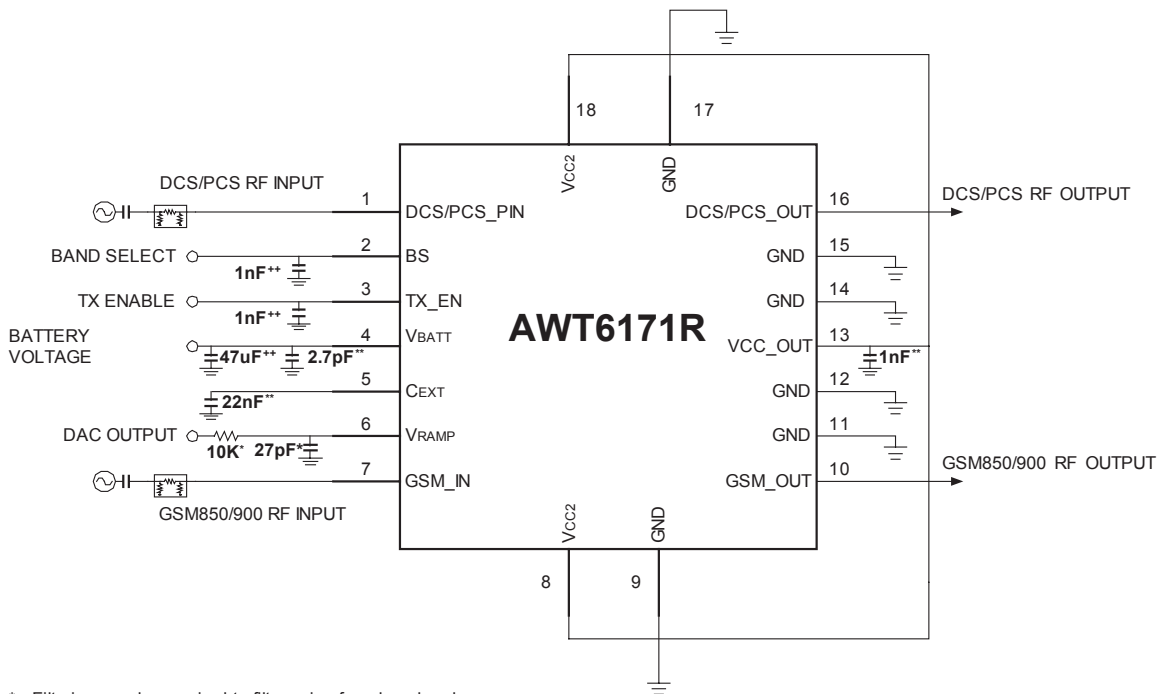 18
17
VCC2
GND
DCS/PCS RF INPUT
1
DCS/PCS_PIN
DCS/PCS_OUT
16
DCS/PCS RF OUTPUT
BAND SELECT
2
BS
1nF++
GND
15
TX ENABLE
3
TX_EN
1nF++
GND
14
AWT6171R
BATTERY
VOLTAGE
4
VBATT
47uF++
2.7pF**
VCC_OUT
13
1nF**
5
CEXT
22nF**
GND
12
DAC OUTPUT
6
VRAMP
10K*
27pF*
GND
11
7
GSM_IN
GSM850/900 RF INPUT
GSM_OUT
10
GSM850/900 RF OUTPUT
VCC2
GND
8
9